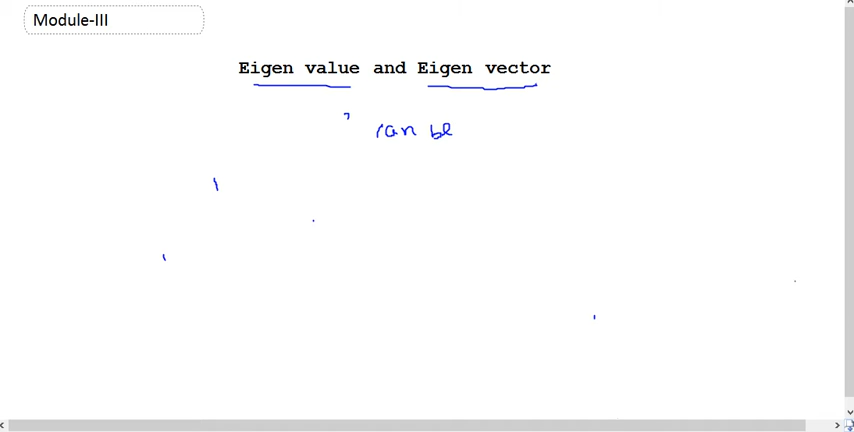 Module-III
Eigen value and Eigen vector
can be